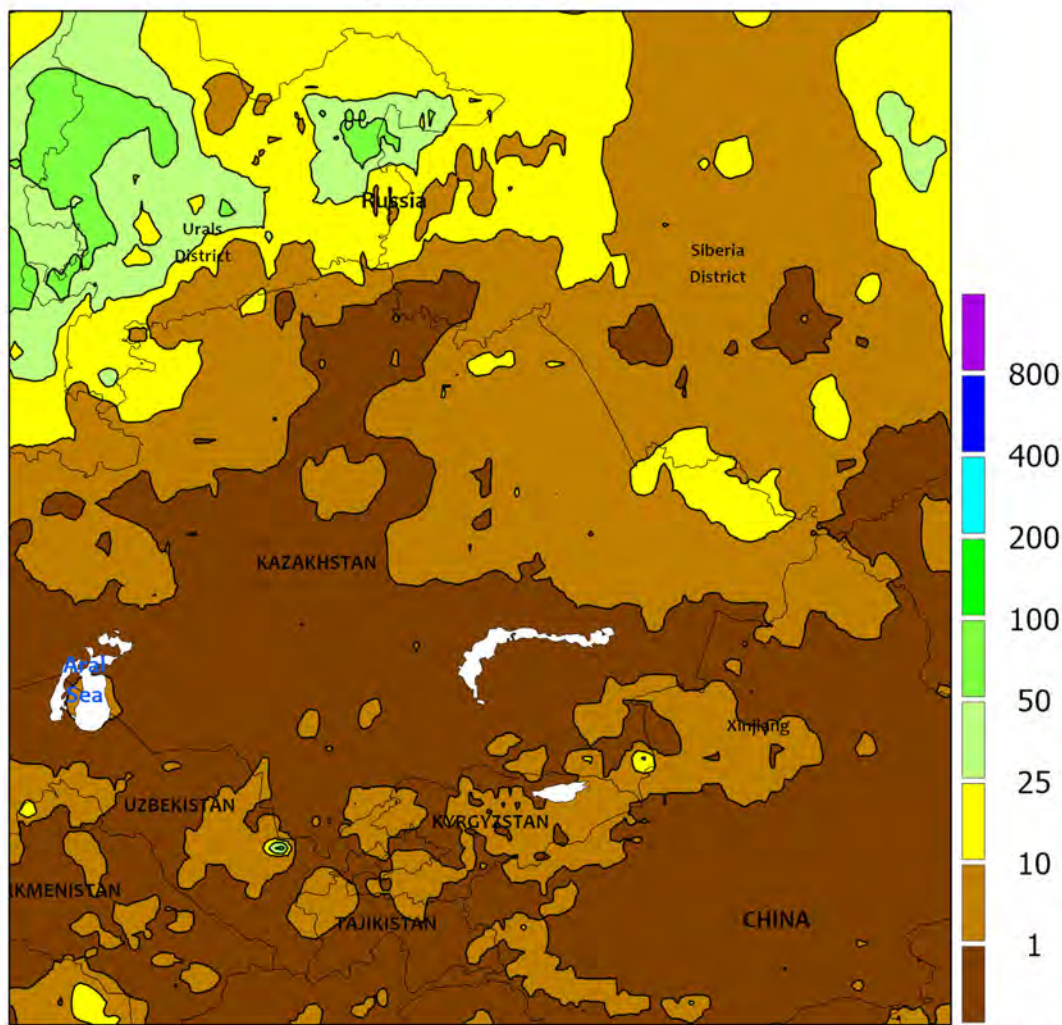 Russia
Urals
District
Siberia
District
KAZAKHSTAN
Aral
Sea
Xinjiang
UZBEKISTAN
KYRGYZSTAN
RKMENISTAN
TAJIKISTAN
CHINA
800
400
200
100
50
25
10
1